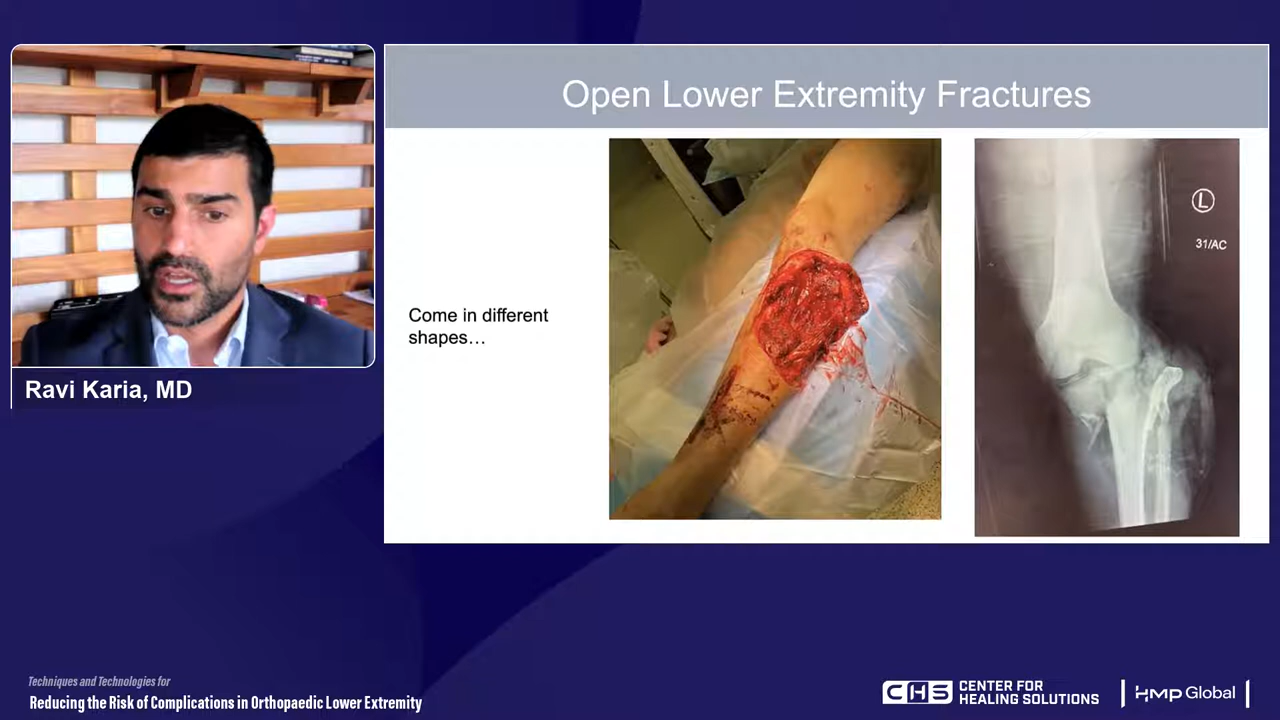 Open Lower Extremity Fractures
Come in different
shapes…
L
31/AC
Ravi Karia, MD
Techniques and Technologies for
Reducing the Risk of Complications in Orthopaedic Lower Extremity
CHS
CENTER FOR
HEALING SOLUTIONS
HMP Global